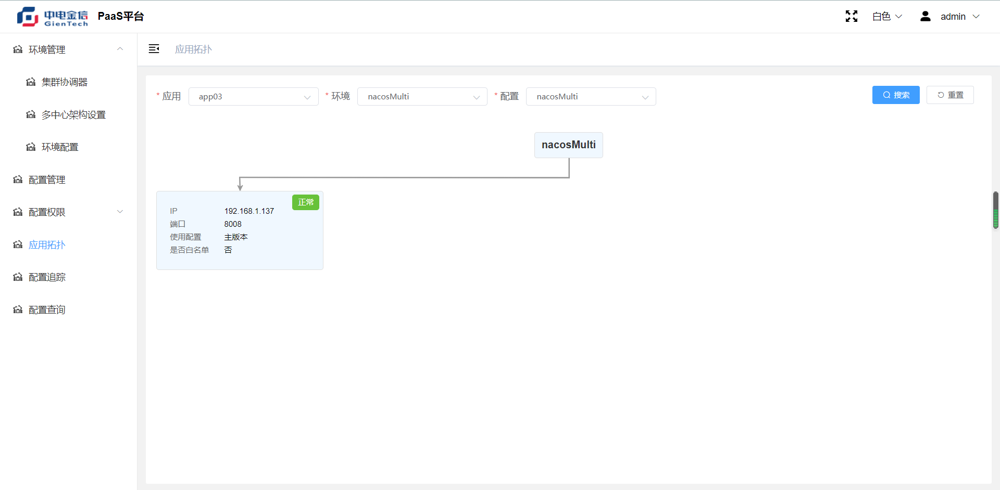 中电金信
GienTech
PaaS平台
白色
admin
环境管理
集群协调器
多中心架构设置
环境配置
配置管理
配置权限
应用拓扑
配置追踪
配置查询
应用拓扑
* 应用 app03 * 环境 nacosMulti * 配置 nacosMulti 搜索 重置
nacosMulti
正常
IP 192.168.1.137
端口 8008
使用配置 主版本
是否白名单 否